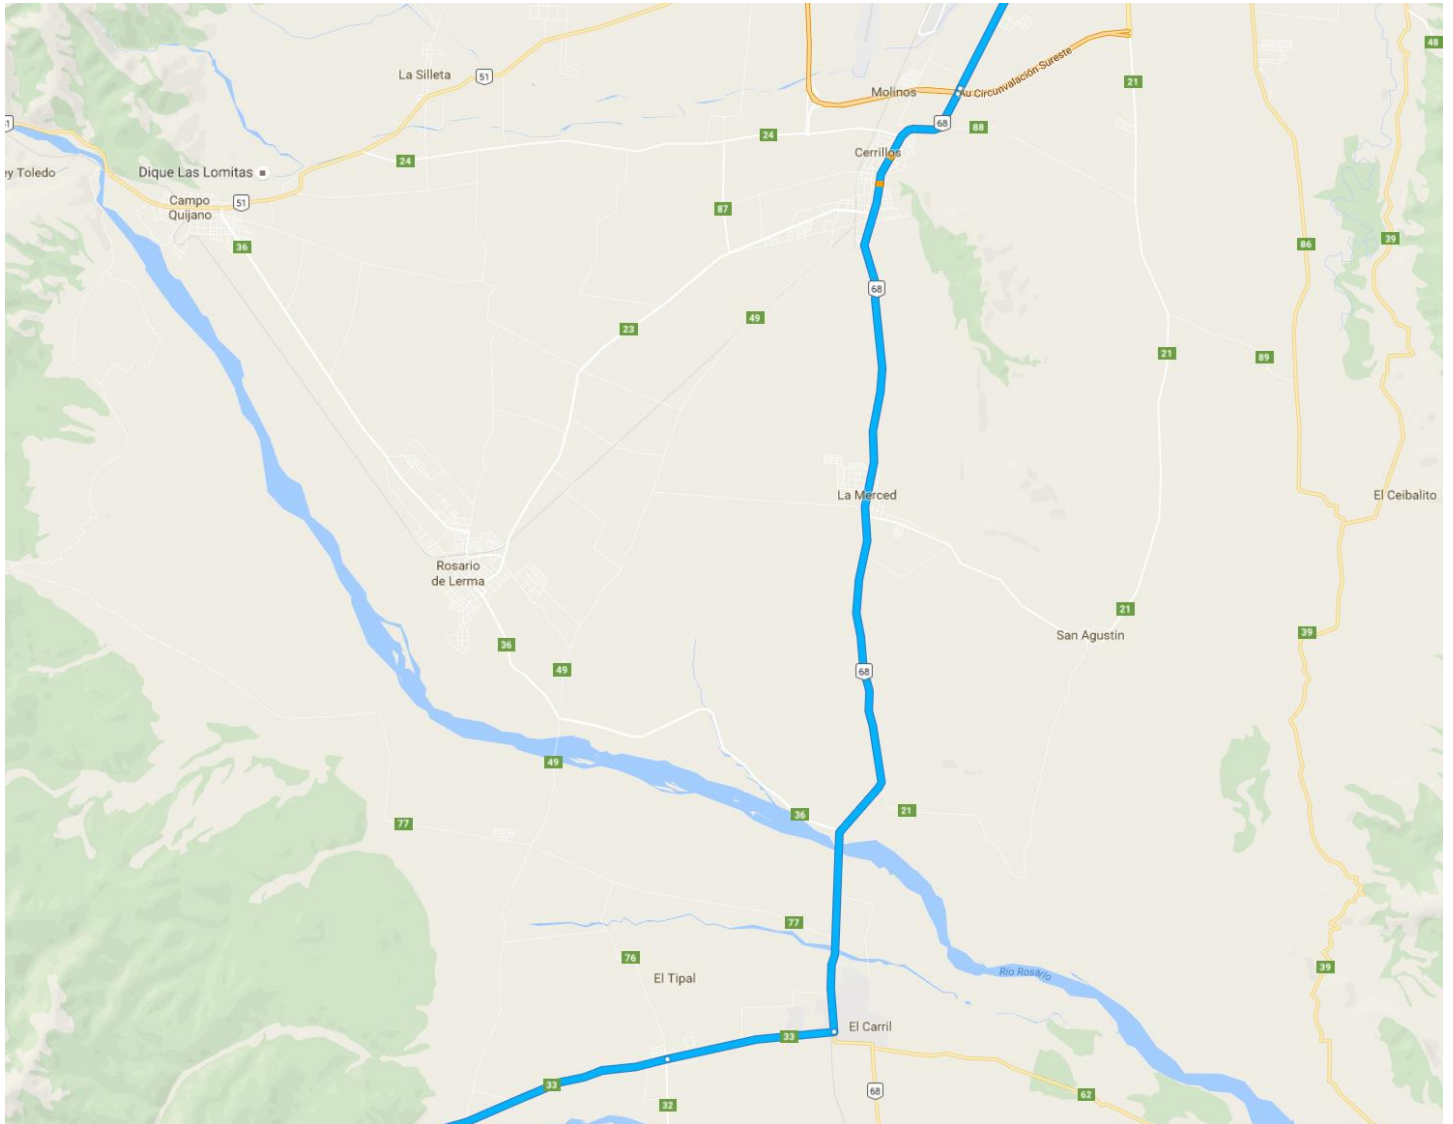 48
La Silleta
51
21
Molinos
Au Circunvalación Sureste
68
88
24
51
Cerrillos
24
ey Toledo
Dique Las Lomitas
Campo
Quijano
51
87
39
36
86
68
49
23
21
89
La Merced
El Ceibalito
Rosario
de Lerma
21
San Agustin
39
36
49
68
49
36
21
77
77
76
El Tipal
Río Rosario
39
El Carril
33
33
68
62
32